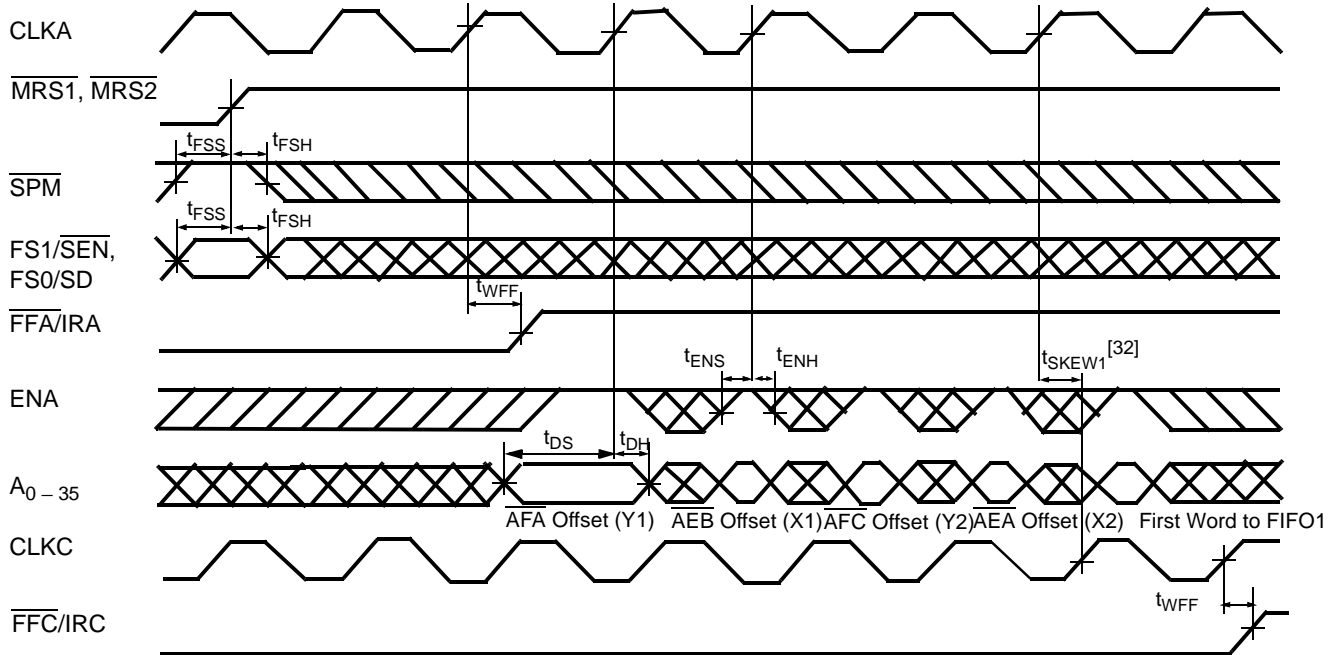 CLKA
MRS1, MRS2
tFSS tFSH
SPM
tFSS tFSH
FS1/SEN,
FS0/SD
tWFF
FFA/IRA
tENS tENH tSKEW1[32]
ENA
tDS tDH
A0 – 35
AFA Offset (Y1) AEB Offset (X1) AFC Offset (Y2) AEA Offset (X2) First Word to FIFO1
CLKC
tWFF
FFC/IRC